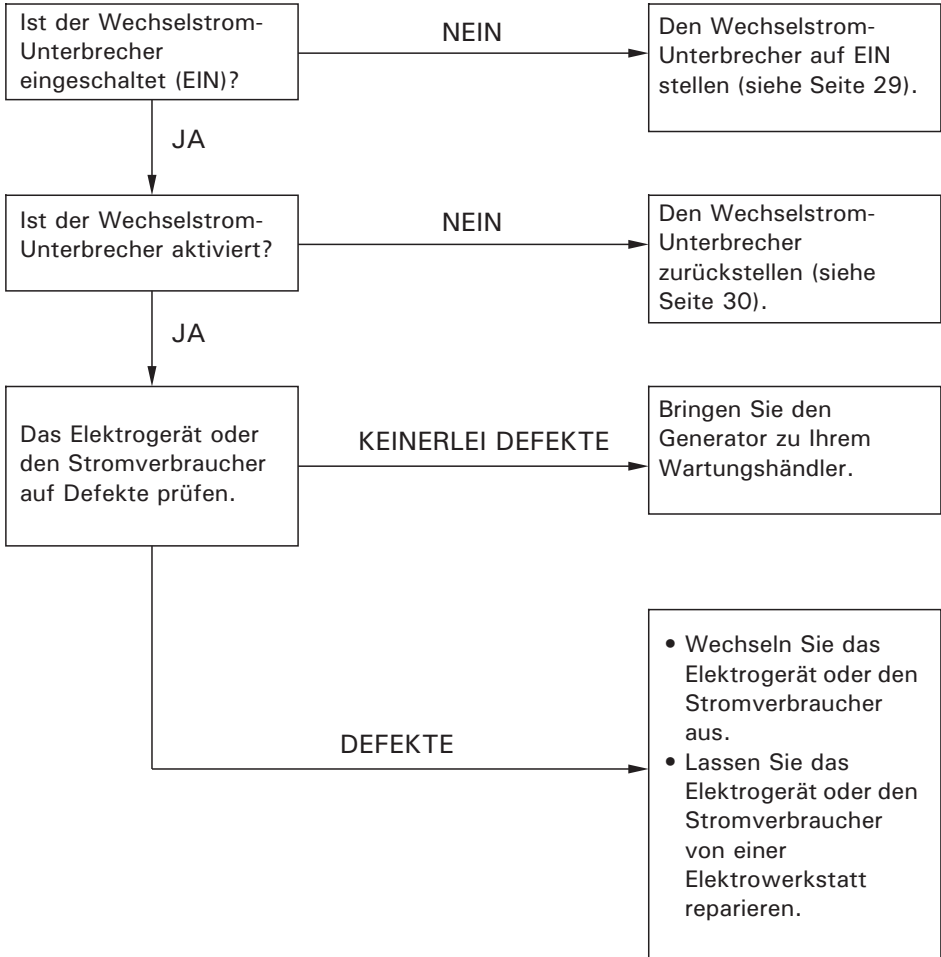 Ist der Wechselstrom-
Unterbrecher
eingeschaltet (EIN)?
NEIN
Den Wechselstrom-
Unterbrecher auf EIN
stellen (siehe Seite 29).
JA
Ist der Wechselstrom-
Unterbrecher aktiviert?
NEIN
Den Wechselstrom-
Unterbrecher
zurückstellen (siehe
Seite 30).
JA
Das Elektrogerät oder
den Stromverbraucher
auf Defekte prüfen.
KEINERLEI DEFEKTE
Bringen Sie den
Generator zu Ihrem
Wartungshändler.
DEFEKTE
• Wechseln Sie das
Elektrogerät oder den
Stromverbraucher
aus.
• Lassen Sie das
Elektrogerät oder den
Stromverbraucher
von einer
Elektrowerkstatt
reparieren.